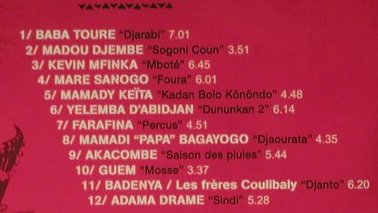 1/ BABA TOURE "Djarabi" 7.01
2/ MADOU DJEMBE "Sogoni Coun" 3.51
3/ KEVIN MFINKA "Mboté" 6.45
4/ MARE SANOGO "Foura" 6.01
5/ MAMADY KEÏTA "Kadan Bolo Könöndo" 4.48
6/ YELEMBA D'ABIDJAN "Dununkan 2" 6.14
7/ FARAFINA "Percus" 4.51
8/ MAMADI "PAPA" BAGAYOGO "Djaourata" 4.35
9/ AKACOMBE "Saison des pluies" 5.44
10/ GUEM "Mosse" 3.37
11/ BADENYA / Les frères Coulibaly "Djanto" 6.20
12/ ADAMA DRAME "Sindi" 5.28